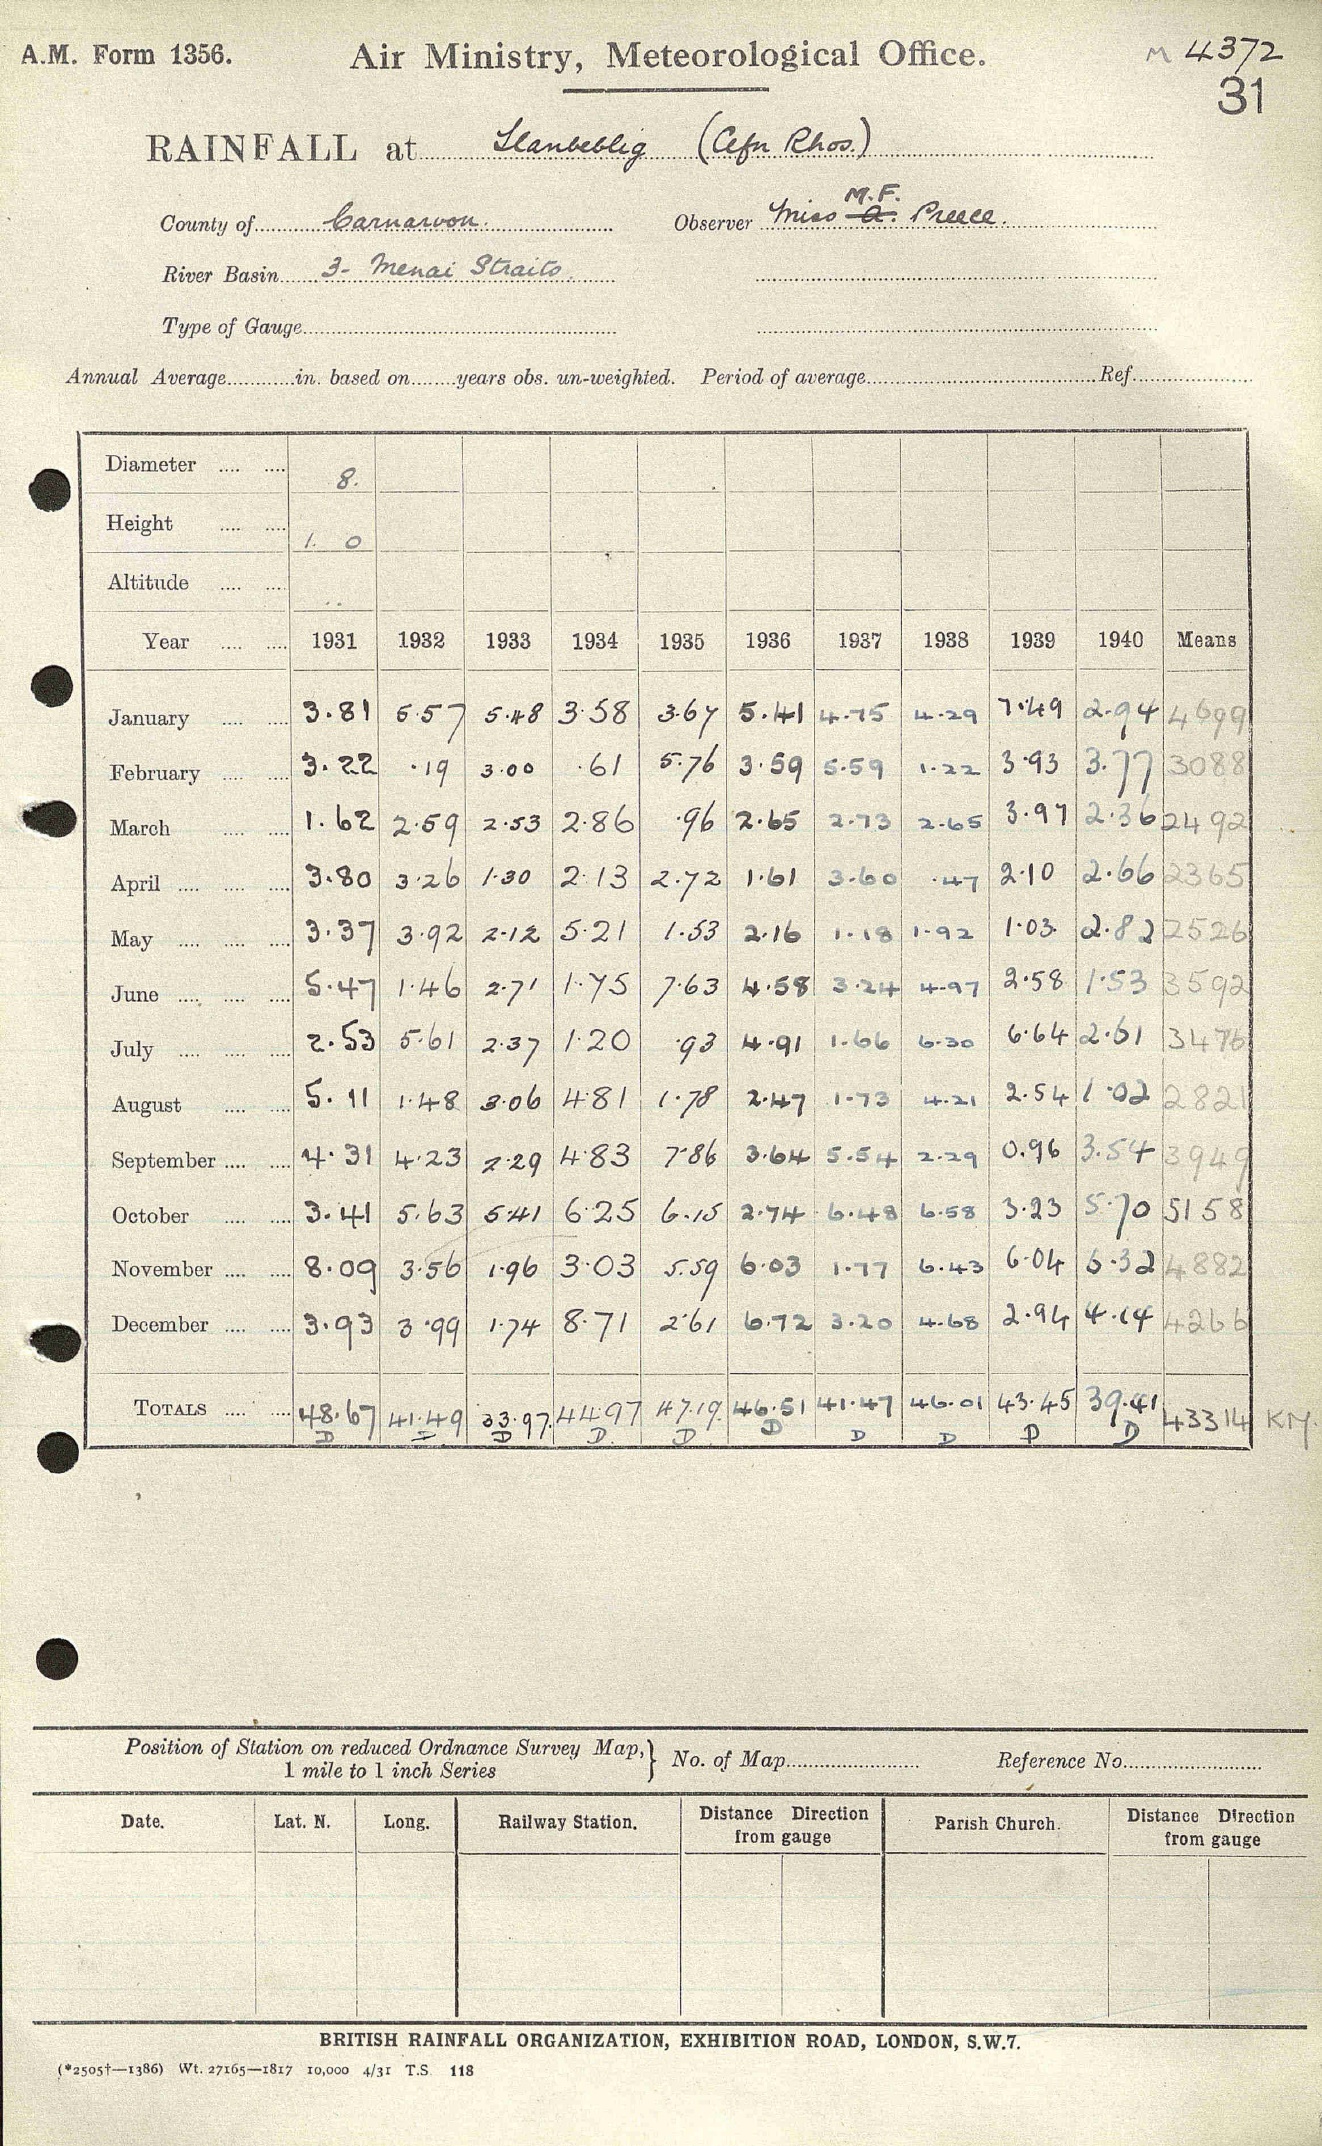 A.M. Form 1356.
Air Ministry, Meteorological Office.
M 4372
31
RAINFALL at Llanbeblig (Cefn Rhos.)
M.F.
County of Carnarvon. Observer Miss A. Preece.
River Basin 3- Menai Straits.
Type of Gauge
Annual Average in. based on years obs. un-weighted. Period of average Ref.
Diameter 8.
Height 1. 0
Altitude
Year 1931 1932 1933 1934 1935 1936 1937 1938 1939 1940 Means
January 3.81 5.57 5.48 3.58 3.67 5.41 4.75 4.29 7.49 2.94 4699
February 3.22 .19 3.00 .61 5.76 3.59 5.59 1.22 3.93 3.77 3088
March 1.62 2.59 2.53 2.86 .96 2.65 2.73 2.65 3.97 2.36 2492
April 3.80 3.26 1.30 2.13 2.72 1.61 3.60 .47 2.10 2.66 2365
May 3.37 3.92 2.12 5.21 1.53 2.16 1.18 1.92 1.03 2.82 2526
June 5.47 1.46 2.71 1.75 7.63 4.58 3.24 4.97 2.58 1.53 3592
July 2.53 5.61 2.37 1.20 .93 4.91 1.66 6.30 6.64 2.61 3476
August 5.11 1.48 3.06 4.81 1.78 2.47 1.73 4.21 2.54 1.02 2821
September 4.31 4.23 2.29 4.83 7.86 3.64 5.54 2.29 0.96 3.54 3949
October 3.41 5.63 5.41 6.25 6.15 2.74 6.48 6.58 3.23 5.70 5158
November 8.09 3.56 1.96 3.03 5.59 6.03 1.77 6.43 6.04 6.32 4882
December 3.93 3.99 1.74 8.71 2.61 6.72 3.20 4.68 2.94 4.14 4266
TOTALS 48.67 41.49 33.97 44.97 47.19 46.51 41.47 46.01 43.45 39.41 43314 KM.
D D D D D D D D D D
Position of Station on reduced Ordnance Survey Map,
1 mile to 1 inch Series } No. of Map Reference No.
Date. Lat. N. Long. Railway Station. Distance Direction from gauge Parish Church. Distance Direction from gauge
BRITISH RAINFALL ORGANIZATION, EXHIBITION ROAD, LONDON, S.W.7.
(*2505†—1386) Wt. 27165—1817 10,000 4/31 T.S. 118